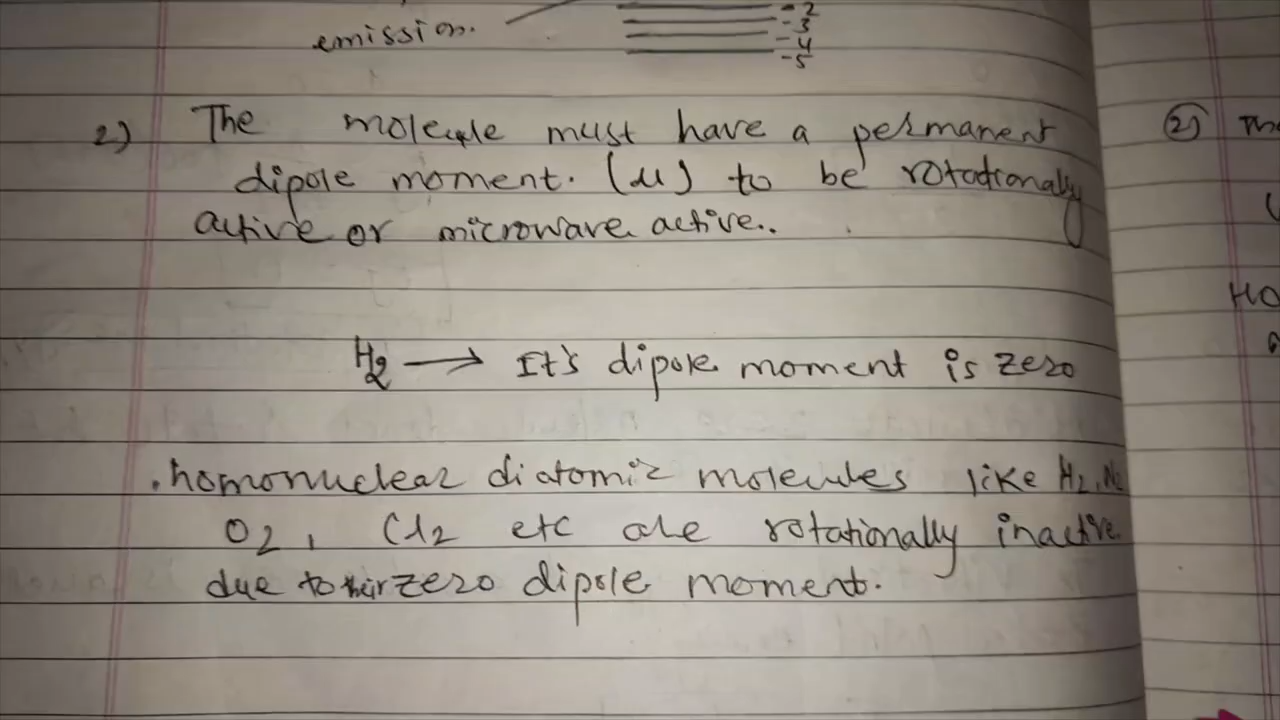 emission.
-2
-3
-4
-5
2) The molecule must have a permanent
dipole moment. (μ) to be rotationally
active or microwave active..
H2 → It's dipole moment is zero
.homonuclear diatomic molecules like H2, N2
O2, Cl2 etc are rotationally inactive
due to their zero dipole moment.
(2)
HO